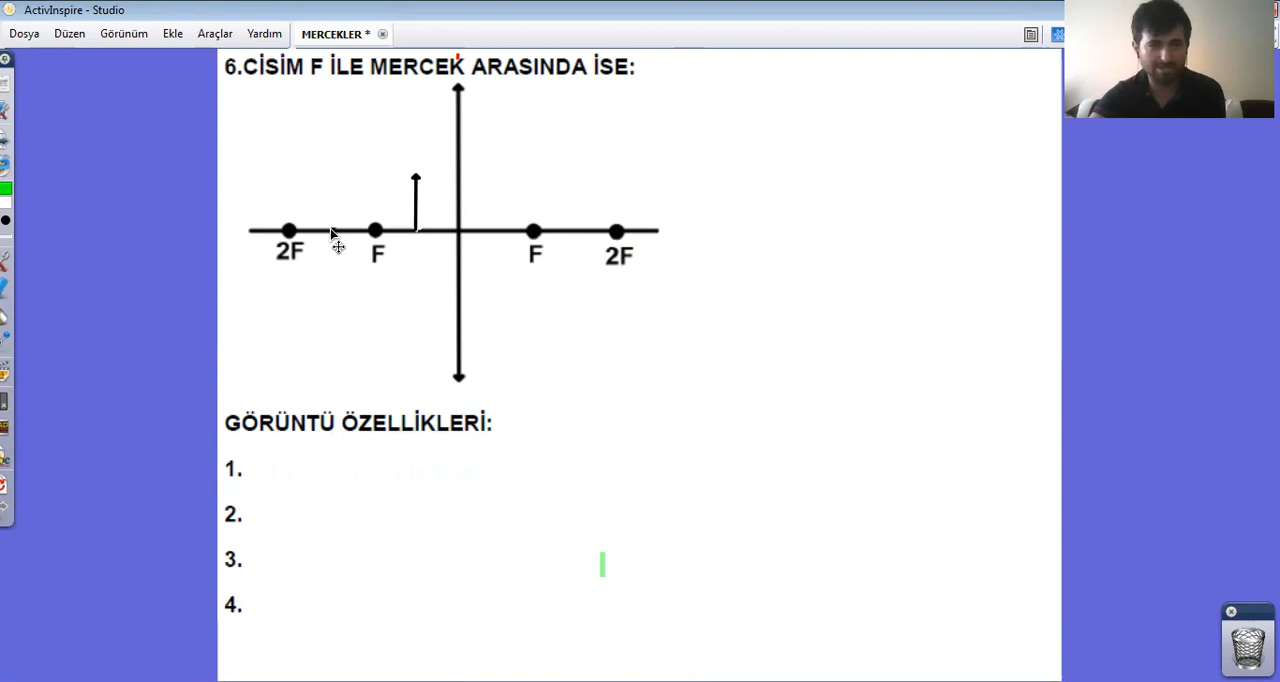 ActivInspire - Studio
Dosya Düzen Görünüm Ekle Araçlar Yardım MERCEKLER *
6.CİSİM F İLE MERCEK ARASINDA İSE:
2F F F 2F
GÖRÜNTÜ ÖZELLİKLERİ:
1.
2.
3.
4.